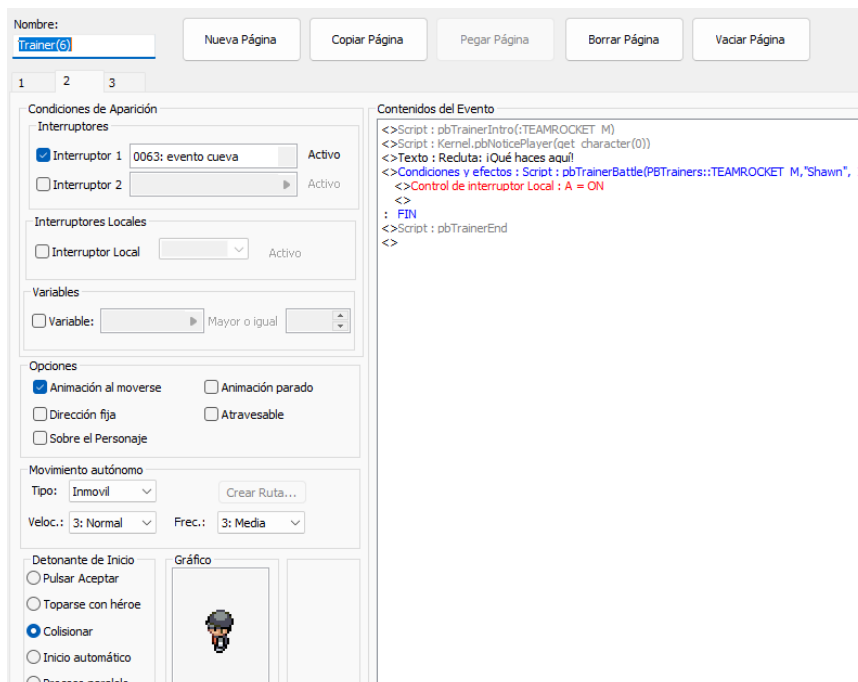 Nombre:
Trainer(6)
Nueva Página
Copiar Página
Pegar Página
Borrar Página
Vaciar Página
1 2 3
Condiciones de Aparición
Interruptores
Interruptor 1 0063: evento cueva Activo
Interruptor 2 Activo
Interruptores Locales
Interruptor Local Activo
Variables
Variable: Mayor o igual
Opciones
Animación al moverse
Animación parado
Dirección fija
Atravesable
Sobre el Personaje
Movimiento autónomo
Tipo: Inmovil
Crear Ruta...
Veloc.: 3: Normal Frec.: 3: Media
Detonante de Inicio
Pulsar Aceptar
Toparse con héroe
Colisionar
Inicio automático
Proceso paralelo
Gráfico
Contenidos del Evento
<>Script : pbTrainerIntro(:TEAMROCKET_M)
<>Script : Kernel.pbNoticePlayer(get_character(0))
<>Texto : Recluta: ¡Qué haces aquí!
<>Condiciones y efectos : Script : pbTrainerBattle(PBTrainers::TEAMROCKET_M,"Shawn",
<>Control de interruptor Local : A = ON
<>
: FIN
<>Script : pbTrainerEnd
<>